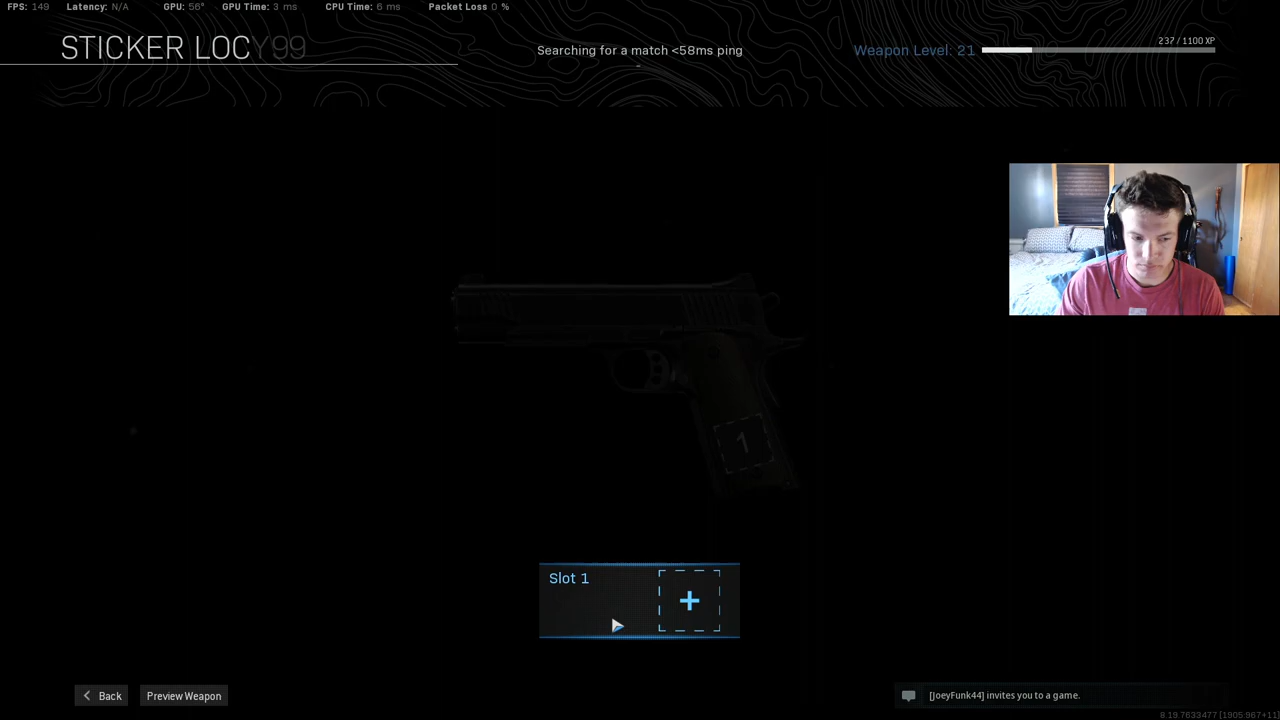 FPS: 149 Latency: N/A GPU: 56° GPU Time: 3 ms CPU Time: 6 ms Packet Loss 0 %
STICKER LOCY99
Searching for a match <58ms ping
Weapon Level: 21
237 / 1100 XP
1
Slot 1
Back
Preview Weapon
[JoeyFunk44] invites you to a game.